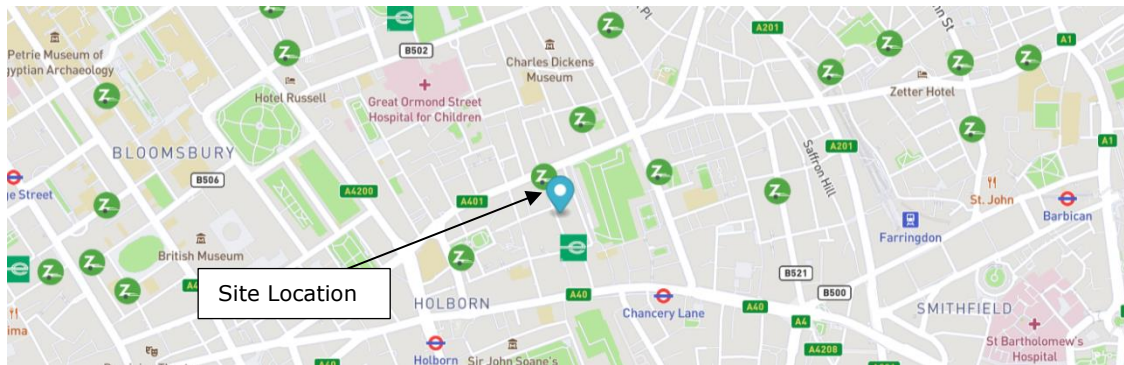 A201
A1
B502
Petrie Museum of
yptian Archaeology
Charles Dickens
Museum
Hotel Russell
Great Ormond Street
Hospital for Children
Zetter Hotel
BLOOMSBURY
B506
A201
Saffron Hill
A1
ge Street
A4200
A401
St. John
Barbican
Farringdon
British Museum
Site Location
HOLBORN
A40
Chancery Lane
B521
B500
SMITHFIELD
A40
A4
St Bartholomew's
Hospital
A4208
Holborn
Sir John Soane's